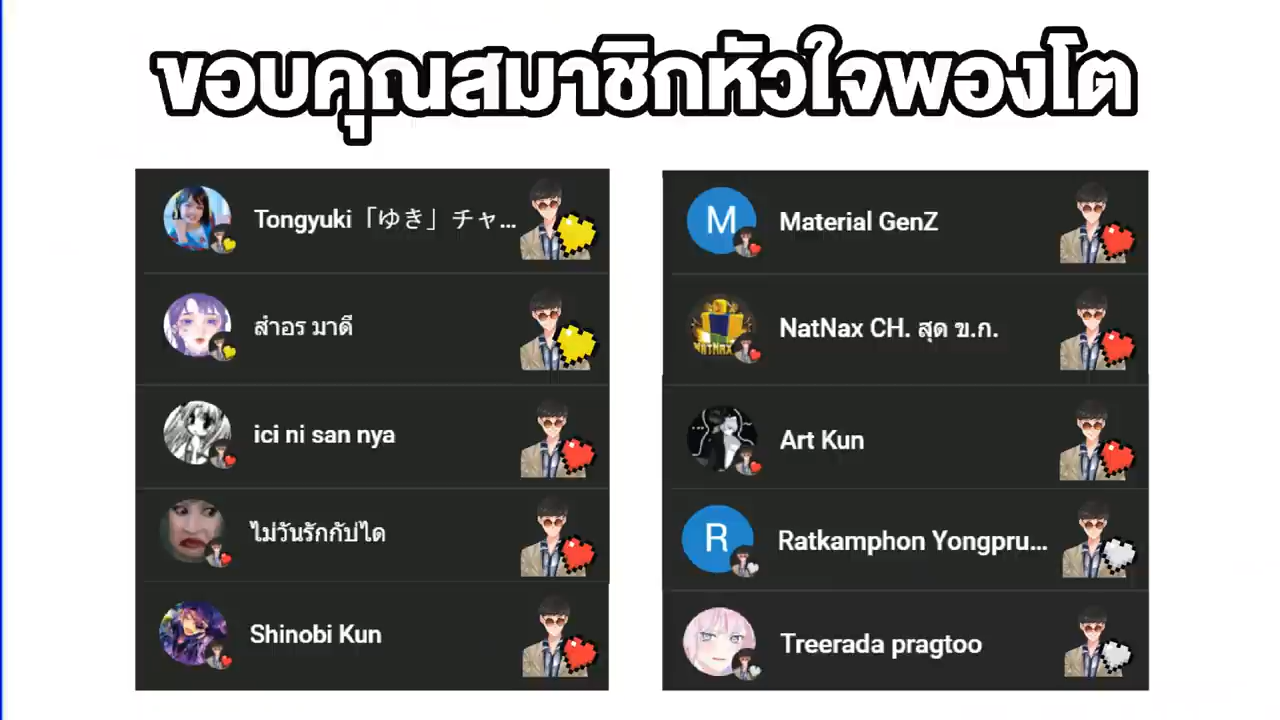 ขอบคุณสมาชิกหัวใจพองโต
Tongyuki「ゆき」チャ...
สำอร มาดี
ici ni san nya
ไม่วันรักกับได
Shinobi Kun
M
Material GenZ
NATNAX
NatNax CH. สุด ข.ก.
Art Kun
R
Ratkamphon Yongpru...
Treerada pragtoo